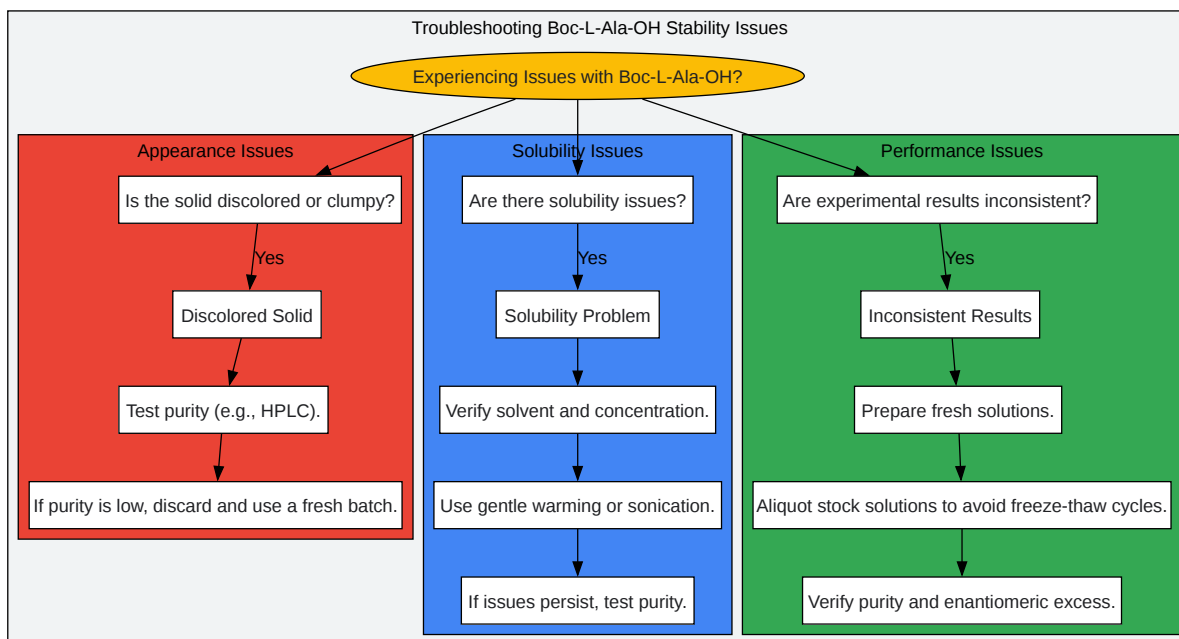 Troubleshooting Boc-L-Ala-OH Stability Issues
Experiencing Issues with Boc-L-Ala-OH?
Appearance Issues
Is the solid discolored or clumpy?
Yes
Discolored Solid
Test purity (e.g., HPLC).
If purity is low, discard and use a fresh batch.
Solubility Issues
Are there solubility issues?
Yes
Solubility Problem
Verify solvent and concentration.
Use gentle warming or sonication.
If issues persist, test purity.
Performance Issues
Are experimental results inconsistent?
Yes
Inconsistent Results
Prepare fresh solutions.
Aliquot stock solutions to avoid freeze-thaw cycles.
Verify purity and enantiomeric excess.